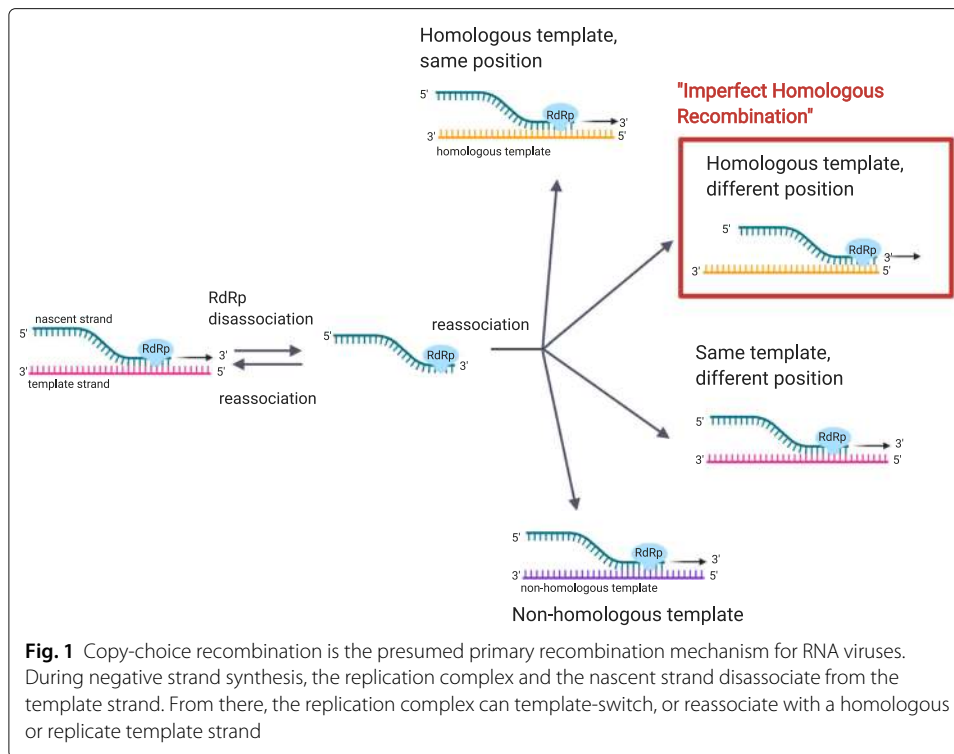 Homologous template,
same position
5'
RdRp
3'
3'
5'
homologous template
"Imperfect Homologous
Recombination"
Homologous template,
different position
5'
RdRp
3'
3'
5'
RdRp
disassociation
reassociation
nascent strand
5'
RdRp
3'
3'
5'
template strand
5'
RdRp
3'
reassociation
Same template,
different position
5'
RdRp
3'
3'
5'
5'
RdRp
3'
3'
5'
non-homologous template
Non-homologous template
Fig. 1 Copy-choice recombination is the presumed primary recombination mechanism for RNA viruses.
During negative strand synthesis, the replication complex and the nascent strand disassociate from the
template strand. From there, the replication complex can template-switch, or reassociate with a homologous
or replicate template strand